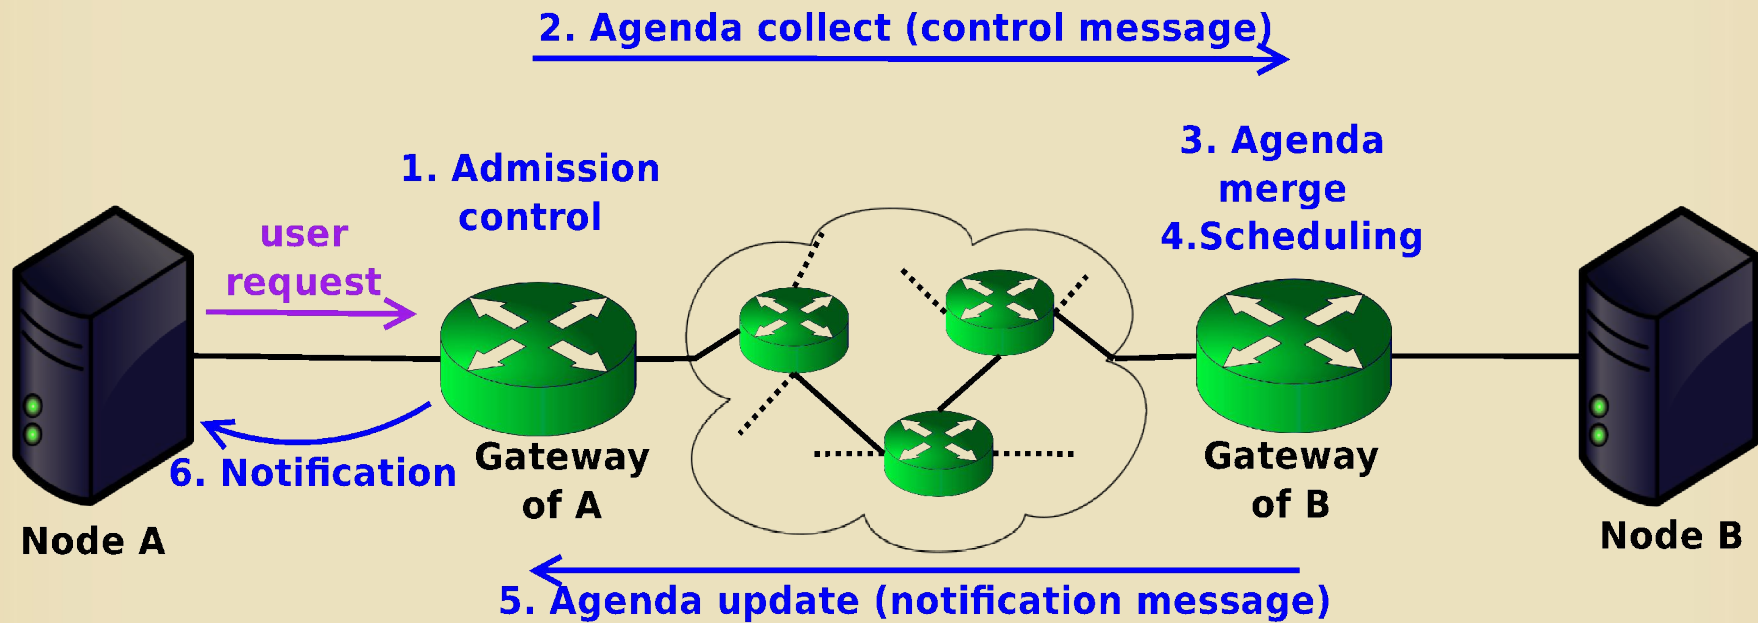 2. Agenda collect (control message)
1. Admission
control
3. Agenda
merge
4.Scheduling
user
request
6. Notification
Gateway
of A
Gateway
of B
Node A
Node B
5. Agenda update (notification message)